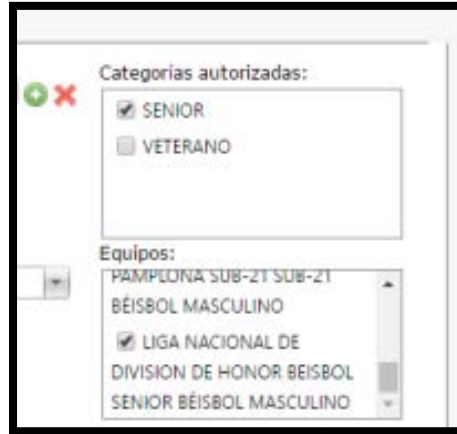 Categorías autorizadas:
SENIOR
VETERANO
Equipos:
PAMPLONA SUB-21 SUB-21
BÉISBOL MASCULINO
LIGA NACIONAL DE
DIVISION DE HONOR BEISBOL
SENIOR BÉISBOL MASCULINO